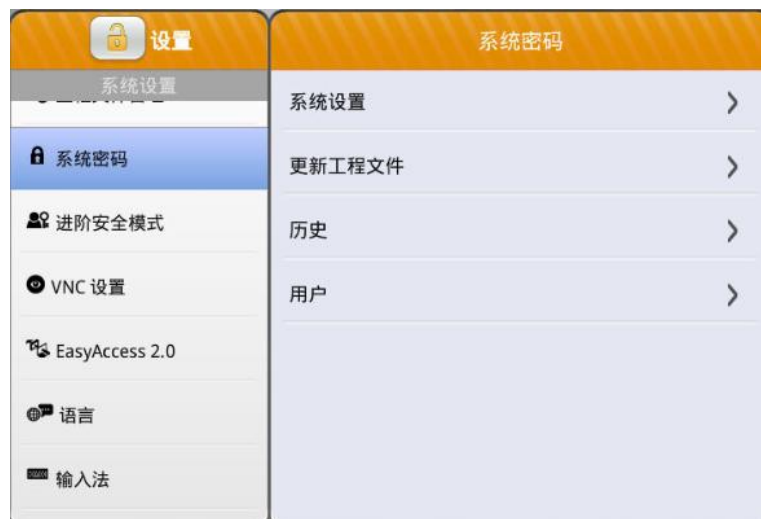 设置
系统设置
系统密码
进阶安全模式
VNC 设置
EasyAccess 2.0
语言
输入法
系统密码
系统设置
更新工程文件
历史
用户